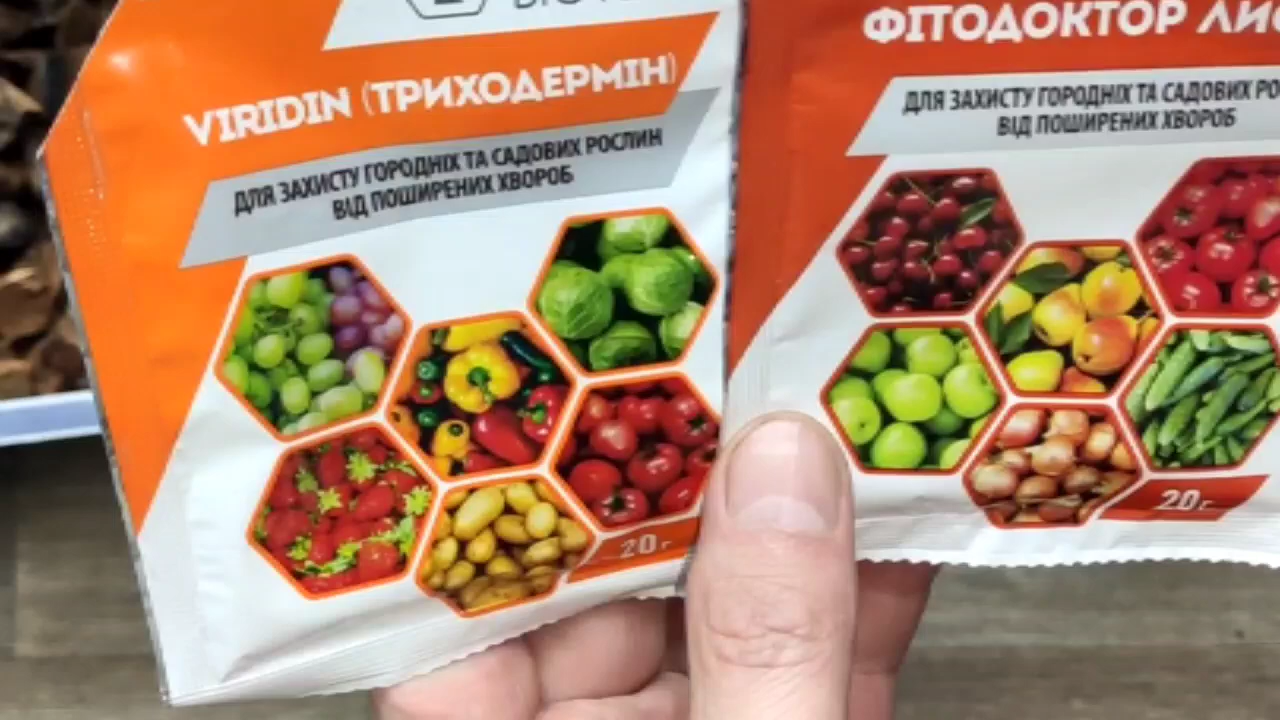 VIRIDIN (ТРИХОДЕРМІН)
ДЛЯ ЗАХИСТУ ГОРОДНІХ ТА САДОВИХ РОСЛИН
ВІД ПОШИРЕНИХ ХВОРОБ
20 г
ФІТОДОКТОР ЛИС
ДЛЯ ЗАХИСТУ ГОРОДНІХ ТА САДОВИХ РО
ВІД ПОШИРЕНИХ ХВОРОБ
20 г